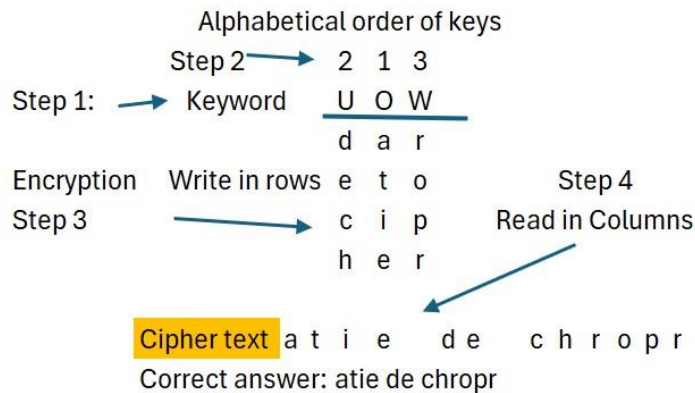 Alphabetical order of keys
Step 2 2 1 3
Step 1: Keyword U O W
d a r
Encryption Write in rows e t o Step 4
Step 3 c i p Read in Columns
h e r
Cipher text a t i e d e c h r o p r
Correct answer: atie de chropr